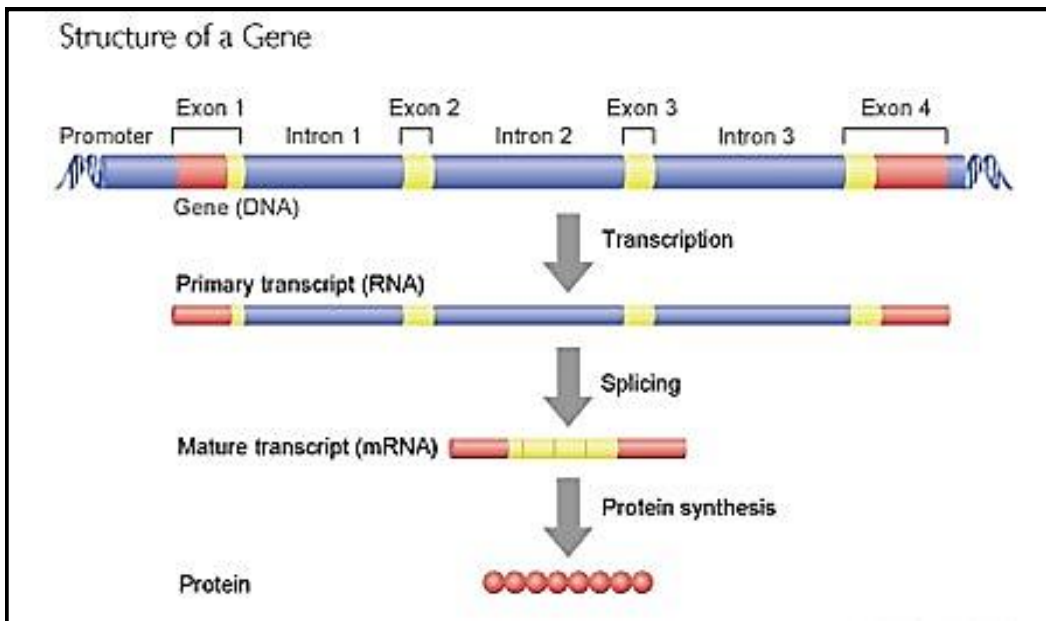 Structure of a Gene
Exon 1 Exon 2 Exon 3 Exon 4
Promoter Intron 1 Intron 2 Intron 3
Gene (DNA)
Transcription
Primary transcript (RNA)
Splicing
Mature transcript (mRNA)
Protein synthesis
Protein